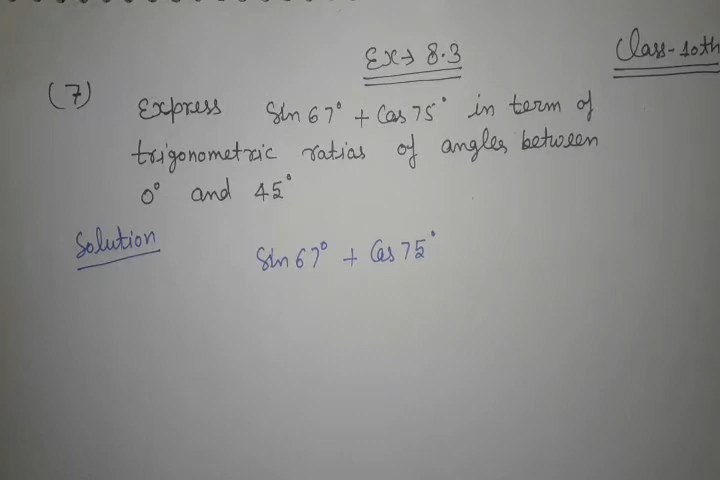 Ex → 8.3
Class-10th
(7) Express Sin 67° + Cos 75° in term of
trigonometric ratias of angles between
0° and 45°
Solution
Sin 67° + Cos 75°